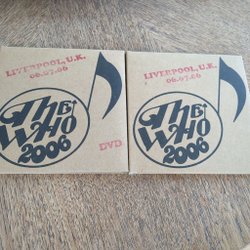 LIVERPOOL, U.K.
06.07.06
THE
WHO
2006
DVD
LIVERPOOL, U.K.
06.07.06
THE
WHO
2006